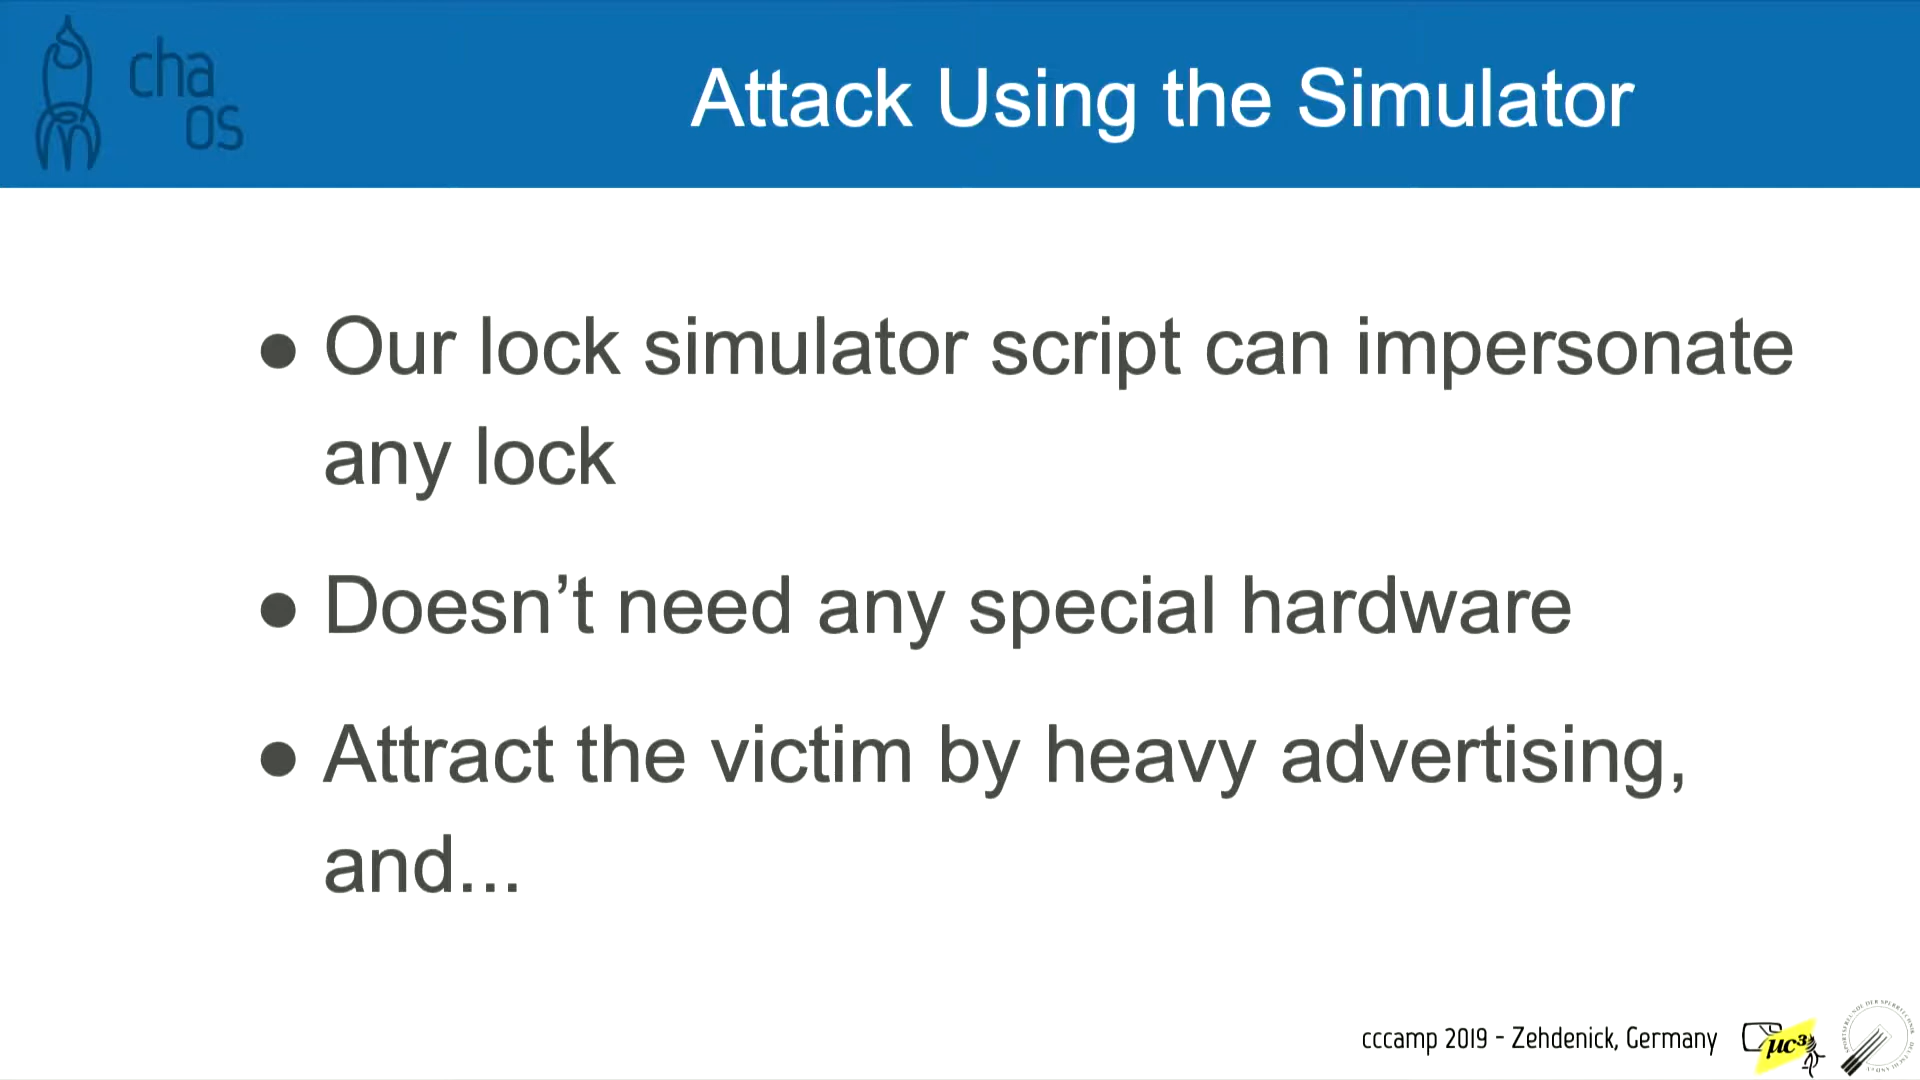 cha
os
Attack Using the Simulator
● Our lock simulator script can impersonate
any lock
● Doesn’t need any special hardware
● Attract the victim by heavy advertising,
and...
cccamp 2019 - Zehdenick, Germany
µc³